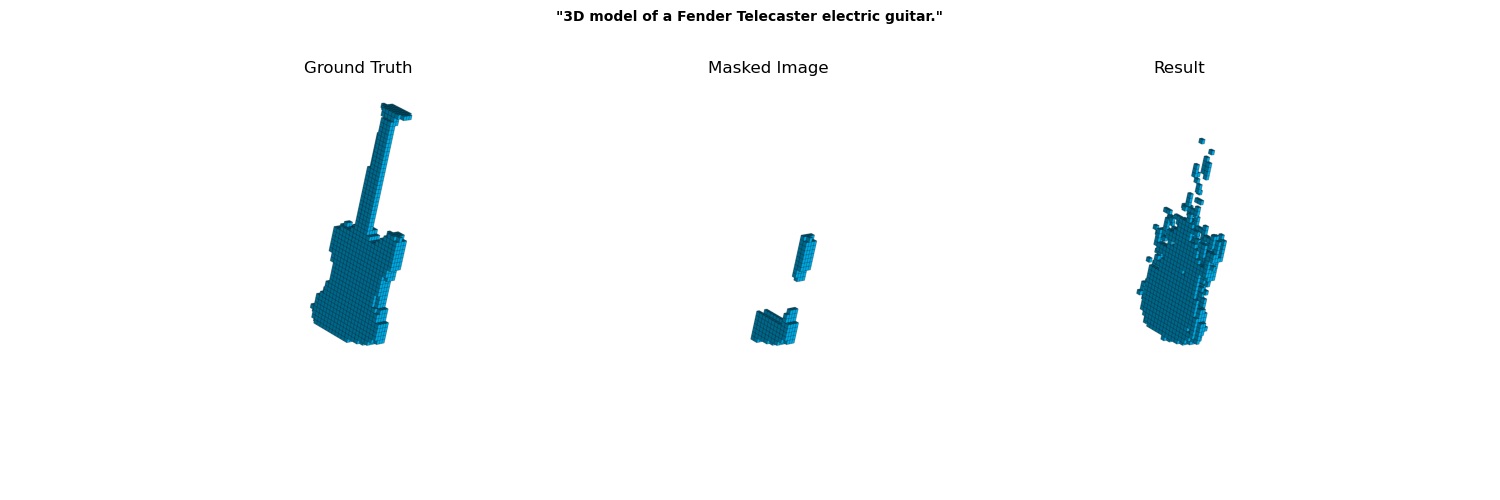 "3D model of a Fender Telecaster electric guitar."
Ground Truth
Masked Image
Result